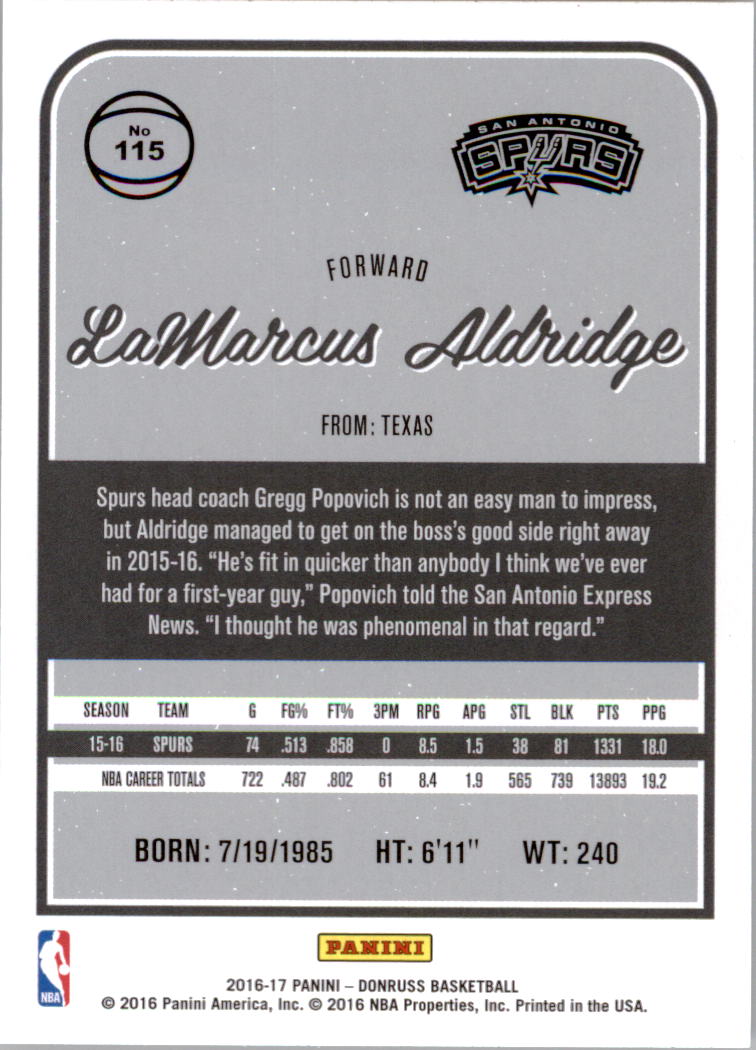 No
115
SAN ANTONIO
SPURS
FORWARD
LaMarcus Aldridge
FROM: TEXAS
Spurs head coach Gregg Popovich is not an easy man to impress,
but Aldridge managed to get on the boss's good side right away
in 2015-16. “He's fit in quicker than anybody I think we've ever
had for a first-year guy,” Popovich told the San Antonio Express
News. “I thought he was phenomenal in that regard.”
SEASON TEAM G FG% FT% 3PM RPG APG STL BLK PTS PPG
15-16 SPURS 74 .513 .858 0 8.5 1.5 38 81 1331 18.0
NBA CAREER TOTALS 722 .487 .802 61 8.4 1.9 565 739 13893 19.2
BORN: 7/19/1985 HT: 6'11" WT: 240
PANINI
NBA
2016-17 PANINI – DONRUSS BASKETBALL
© 2016 Panini America, Inc. © 2016 NBA Properties, Inc. Printed in the USA.